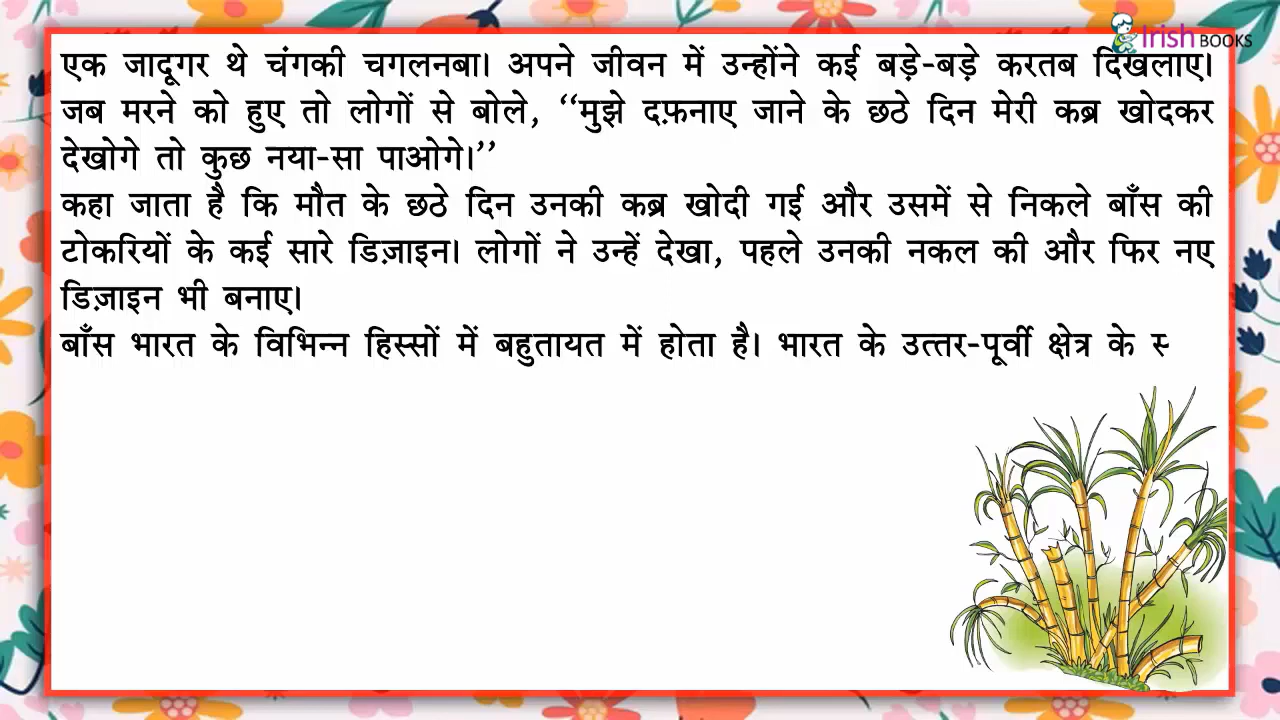 Irish BOOKS
एक जादूगर थे चंगकी चगलनबा। अपने जीवन में उन्होंने कई बड़े-बड़े करतब दिखलाए।
जब मरने को हुए तो लोगों से बोले, ‘‘मुझे दफ़नाए जाने के छठे दिन मेरी कब्र खोदकर
देखोगे तो कुछ नया-सा पाओगे।’’
कहा जाता है कि मौत के छठे दिन उनकी कब्र खोदी गई और उसमें से निकले बाँस की
टोकरियों के कई सारे डिज़ाइन। लोगों ने उन्हें देखा, पहले उनकी नकल की और फिर नए
डिज़ाइन भी बनाए।
बाँस भारत के विभिन्न हिस्सों में बहुतायत में होता है। भारत के उत्तर-पूर्वी क्षेत्र के